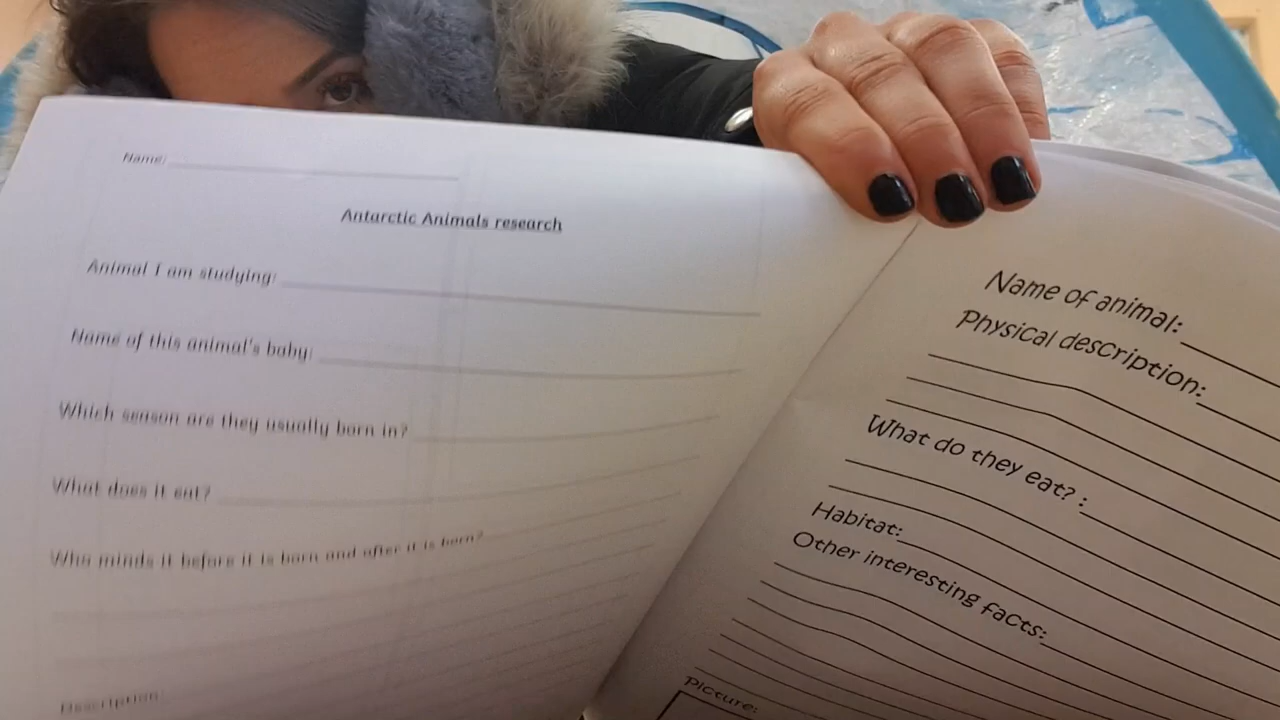 Name:
Antarctic Animals research
Animal I am studying:
Name of this animal's baby:
Which season are they usually born in?
What does it eat?
Who minds it before it is born and after it is born?
Description:
Name of animal:
Physical description:
What do they eat? :
Habitat:
Other interesting facts:
Picture: